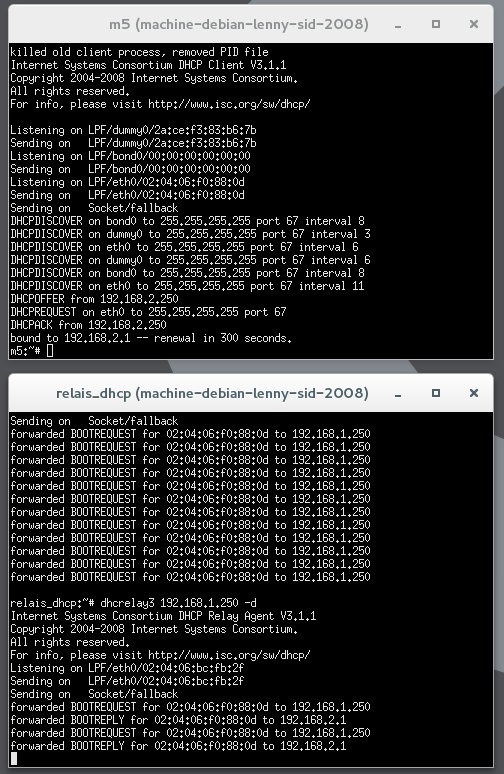 m5 (machine-debian-lenny-sid-2008)
killed old client process, removed PID file
Internet Systems Consortium DHCP Client V3.1.1
Copyright 2004-2008 Internet Systems Consortium.
All rights reserved.
For info, please visit http://www.isc.org/sw/dhcp/
Listening on LPF/dummy0/2a:ce:f3:83:b6:7b
Sending on   LPF/dummy0/2a:ce:f3:83:b6:7b
Listening on LPF/bond0/00:00:00:00:00:00
Sending on   LPF/bond0/00:00:00:00:00:00
Listening on LPF/eth0/02:04:06:f0:88:0d
Sending on   LPF/eth0/02:04:06:f0:88:0d
Sending on   Socket/fallback
DHCPDISCOVER on bond0 to 255.255.255.255 port 67 interval 8
DHCPDISCOVER on dummy0 to 255.255.255.255 port 67 interval 3
DHCPDISCOVER on eth0 to 255.255.255.255 port 67 interval 6
DHCPDISCOVER on dummy0 to 255.255.255.255 port 67 interval 6
DHCPDISCOVER on bond0 to 255.255.255.255 port 67 interval 8
DHCPDISCOVER on eth0 to 255.255.255.255 port 67 interval 11
DHCPOFFER from 192.168.2.250
DHCPREQUEST on eth0 to 255.255.255.255 port 67
DHCPACK from 192.168.2.250
bound to 192.168.2.1 -- renewal in 300 seconds.
m5:~#
relais_dhcp (machine-debian-lenny-sid-2008)
Sending on   Socket/fallback
forwarded BOOTREQUEST for 02:04:06:f0:88:0d to 192.168.1.250
forwarded BOOTREQUEST for 02:04:06:f0:88:0d to 192.168.1.250
forwarded BOOTREQUEST for 02:04:06:f0:88:0d to 192.168.1.250
forwarded BOOTREQUEST for 02:04:06:f0:88:0d to 192.168.1.250
forwarded BOOTREQUEST for 02:04:06:f0:88:0d to 192.168.1.250
forwarded BOOTREQUEST for 02:04:06:f0:88:0d to 192.168.1.250
forwarded BOOTREQUEST for 02:04:06:f0:88:0d to 192.168.1.250
forwarded BOOTREQUEST for 02:04:06:f0:88:0d to 192.168.1.250
forwarded BOOTREQUEST for 02:04:06:f0:88:0d to 192.168.1.250
forwarded BOOTREQUEST for 02:04:06:f0:88:0d to 192.168.1.250
forwarded BOOTREQUEST for 02:04:06:f0:88:0d to 192.168.1.250
forwarded BOOTREQUEST for 02:04:06:f0:88:0d to 192.168.1.250
relais_dhcp:~# dhcrelay3 192.168.1.250 -d
Internet Systems Consortium DHCP Relay Agent V3.1.1
Copyright 2004-2008 Internet Systems Consortium.
All rights reserved.
For info, please visit http://www.isc.org/sw/dhcp/
Listening on LPF/eth0/02:04:06:bc:fb:2f
Sending on   LPF/eth0/02:04:06:bc:fb:2f
Sending on   Socket/fallback
forwarded BOOTREQUEST for 02:04:06:f0:88:0d to 192.168.1.250
forwarded BOOTREPLY for 02:04:06:f0:88:0d to 192.168.2.1
forwarded BOOTREQUEST for 02:04:06:f0:88:0d to 192.168.1.250
forwarded BOOTREPLY for 02:04:06:f0:88:0d to 192.168.2.1